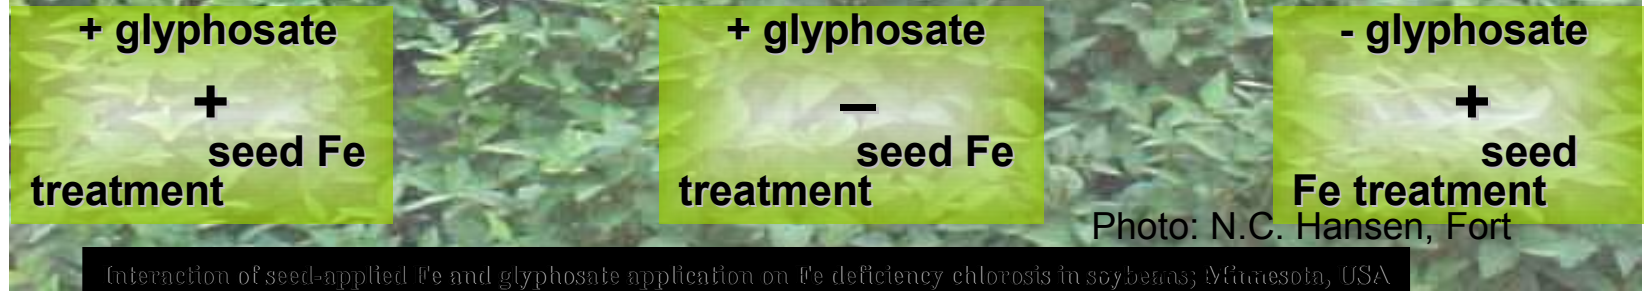 + glyphosate
+
seed Fe
treatment
+ glyphosate
–
seed Fe
treatment
- glyphosate
+
seed
Fe treatment
Photo: N.C. Hansen, Fort
Interaction of seed-applied Fe and glyphosate application on Fe deficiency chlorosis in soybeans; Minnesota, USA